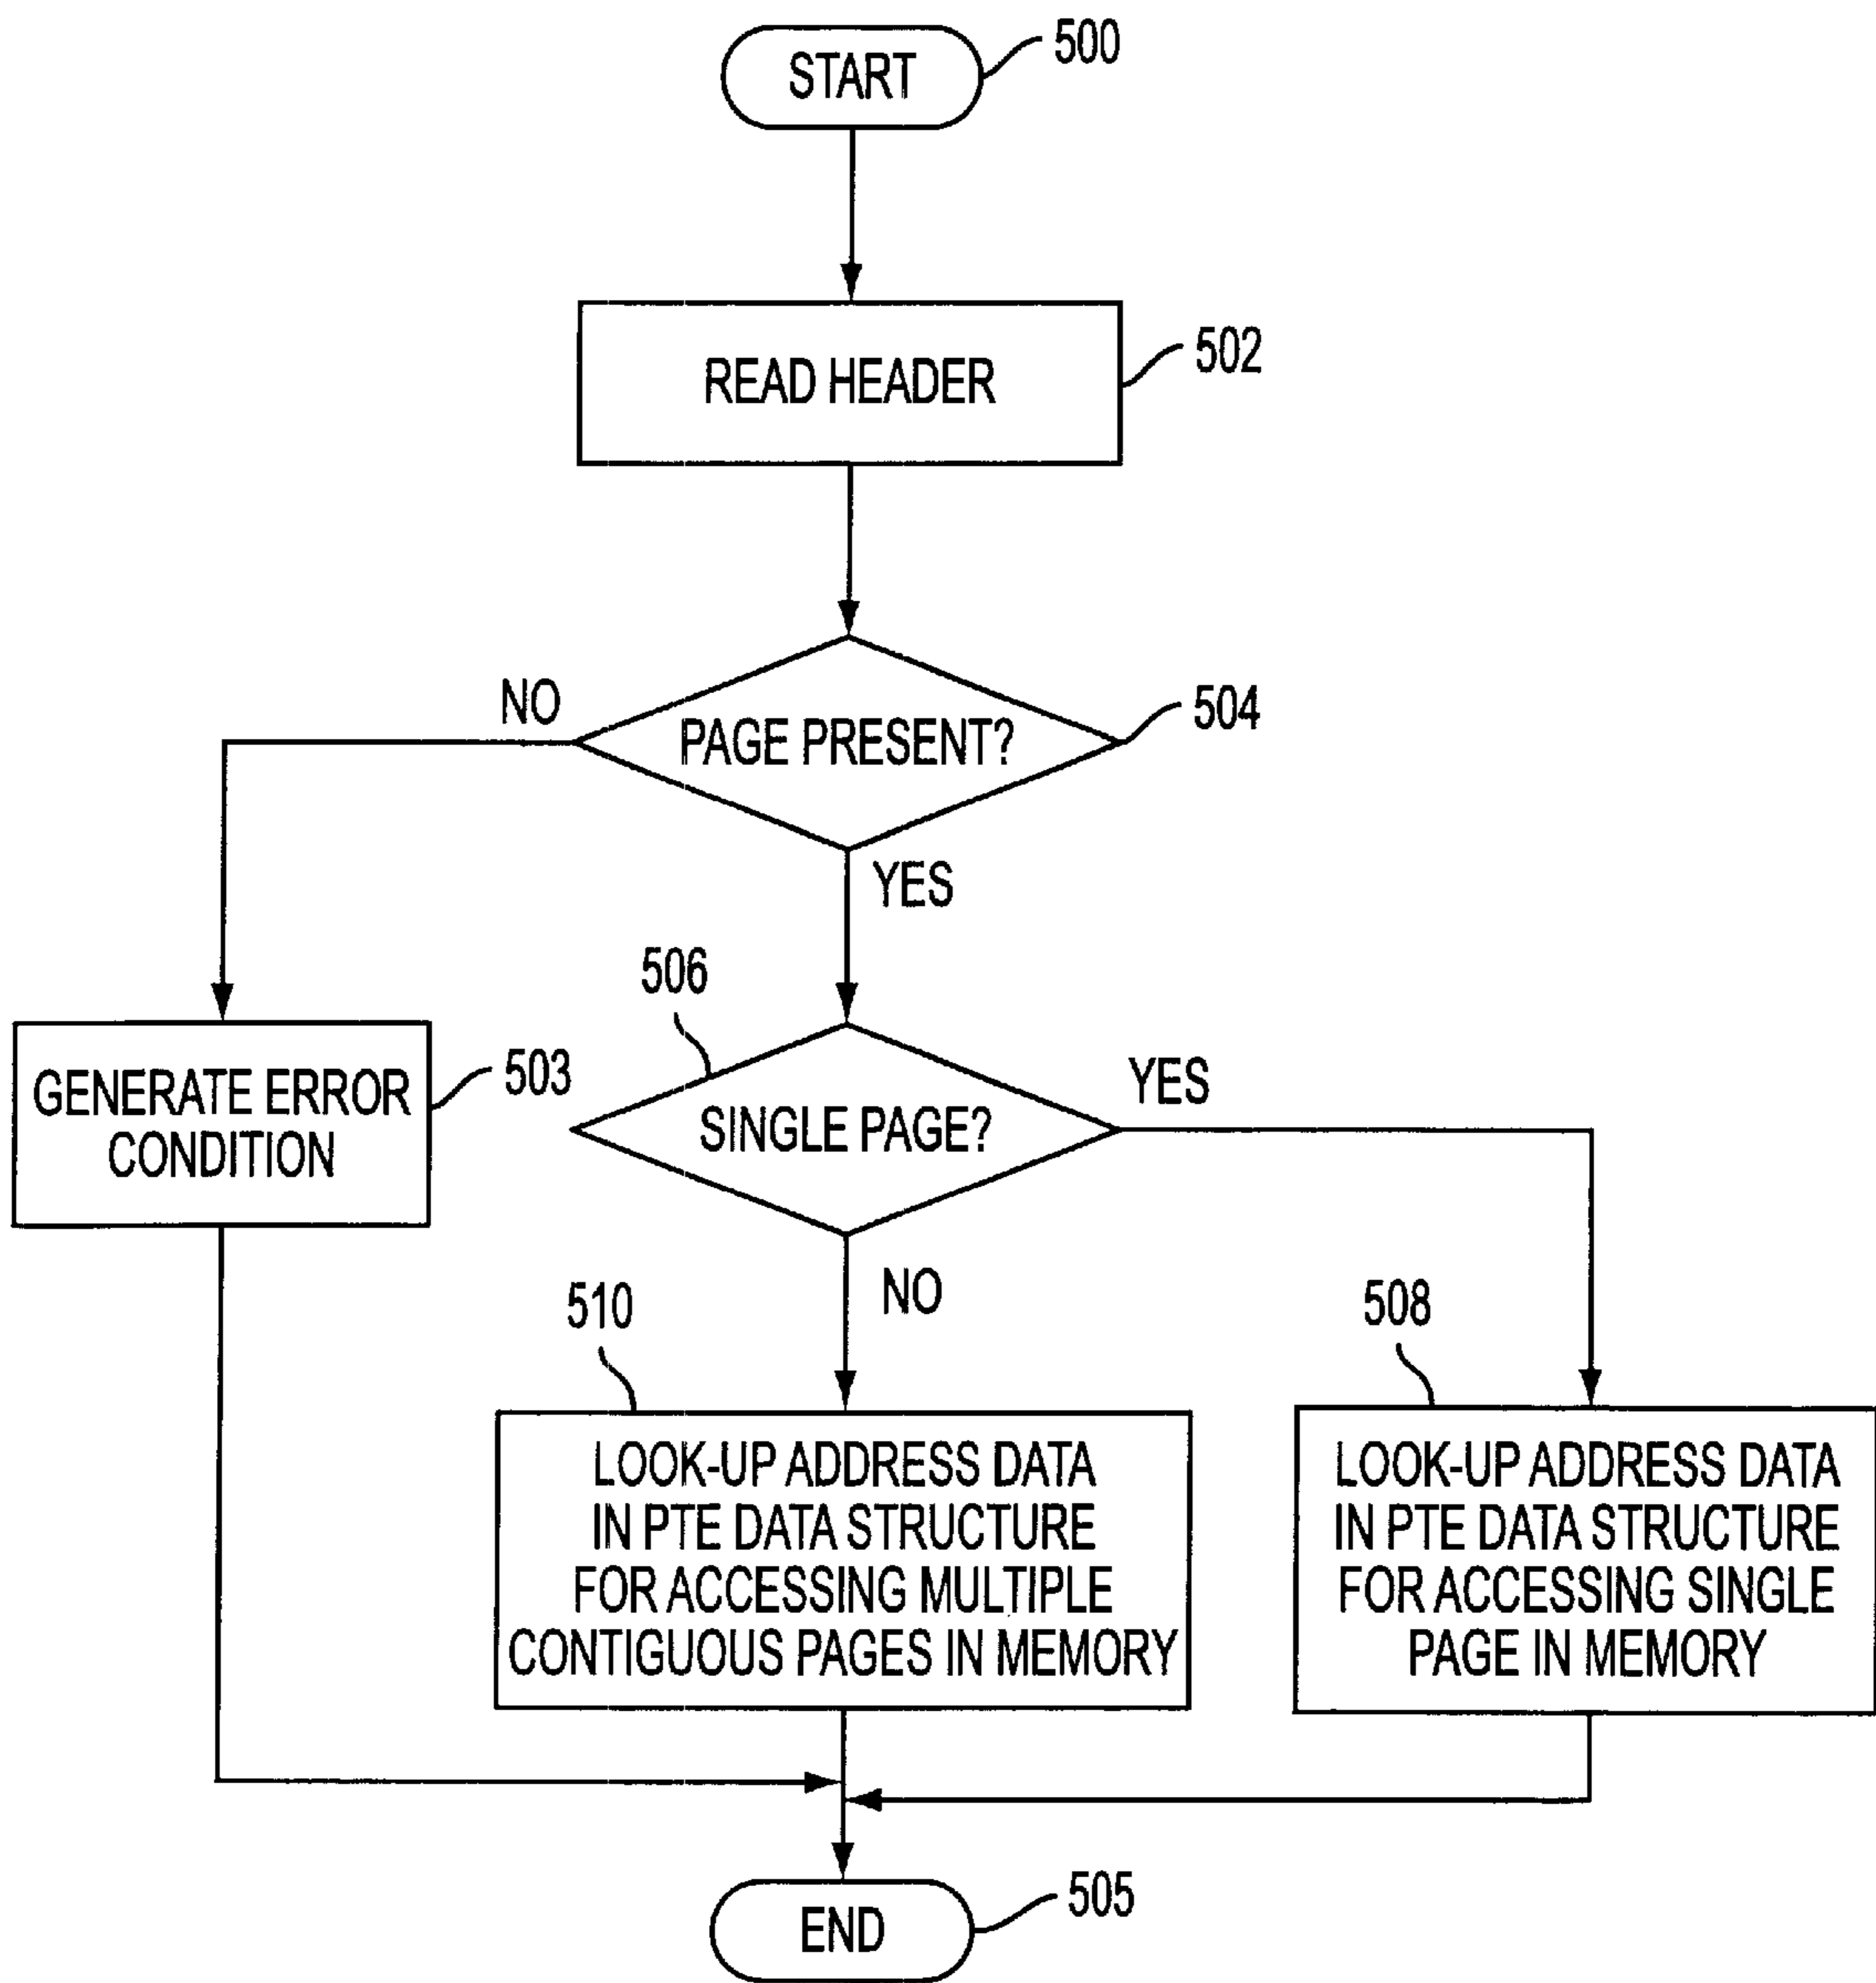 START
500
READ HEADER
502
NO
PAGE PRESENT?
504
YES
506
GENERATE ERROR
CONDITION
503
SINGLE PAGE?
YES
NO
510
508
LOOK-UP ADDRESS DATA
IN PTE DATA STRUCTURE
FOR ACCESSING MULTIPLE
CONTIGUOUS PAGES IN MEMORY
LOOK-UP ADDRESS DATA
IN PTE DATA STRUCTURE
FOR ACCESSING SINGLE
PAGE IN MEMORY
END
505